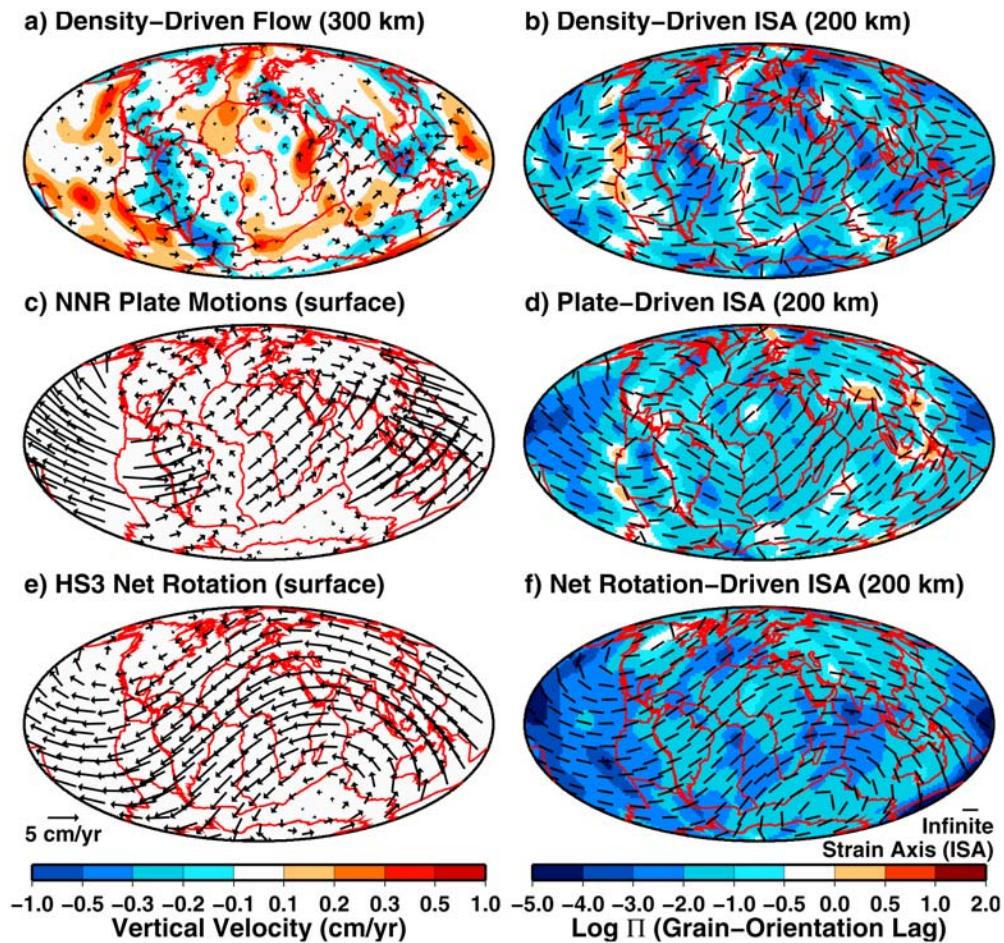 a) Density–Driven Flow (300 km)
b) Density–Driven ISA (200 km)
c) NNR Plate Motions (surface)
d) Plate–Driven ISA (200 km)
e) HS3 Net Rotation (surface)
f) Net Rotation–Driven ISA (200 km)
5 cm/yr
Infinite
Strain Axis (ISA)
−1.0 −0.5 −0.3 −0.2 −0.1 0.1 0.2 0.3 0.5 1.0
Vertical Velocity (cm/yr)
−5.0 −4.0 −3.0 −2.0 −1.0 −0.5 0.0 0.5 1.0 2.0
Log Π (Grain−Orientation Lag)